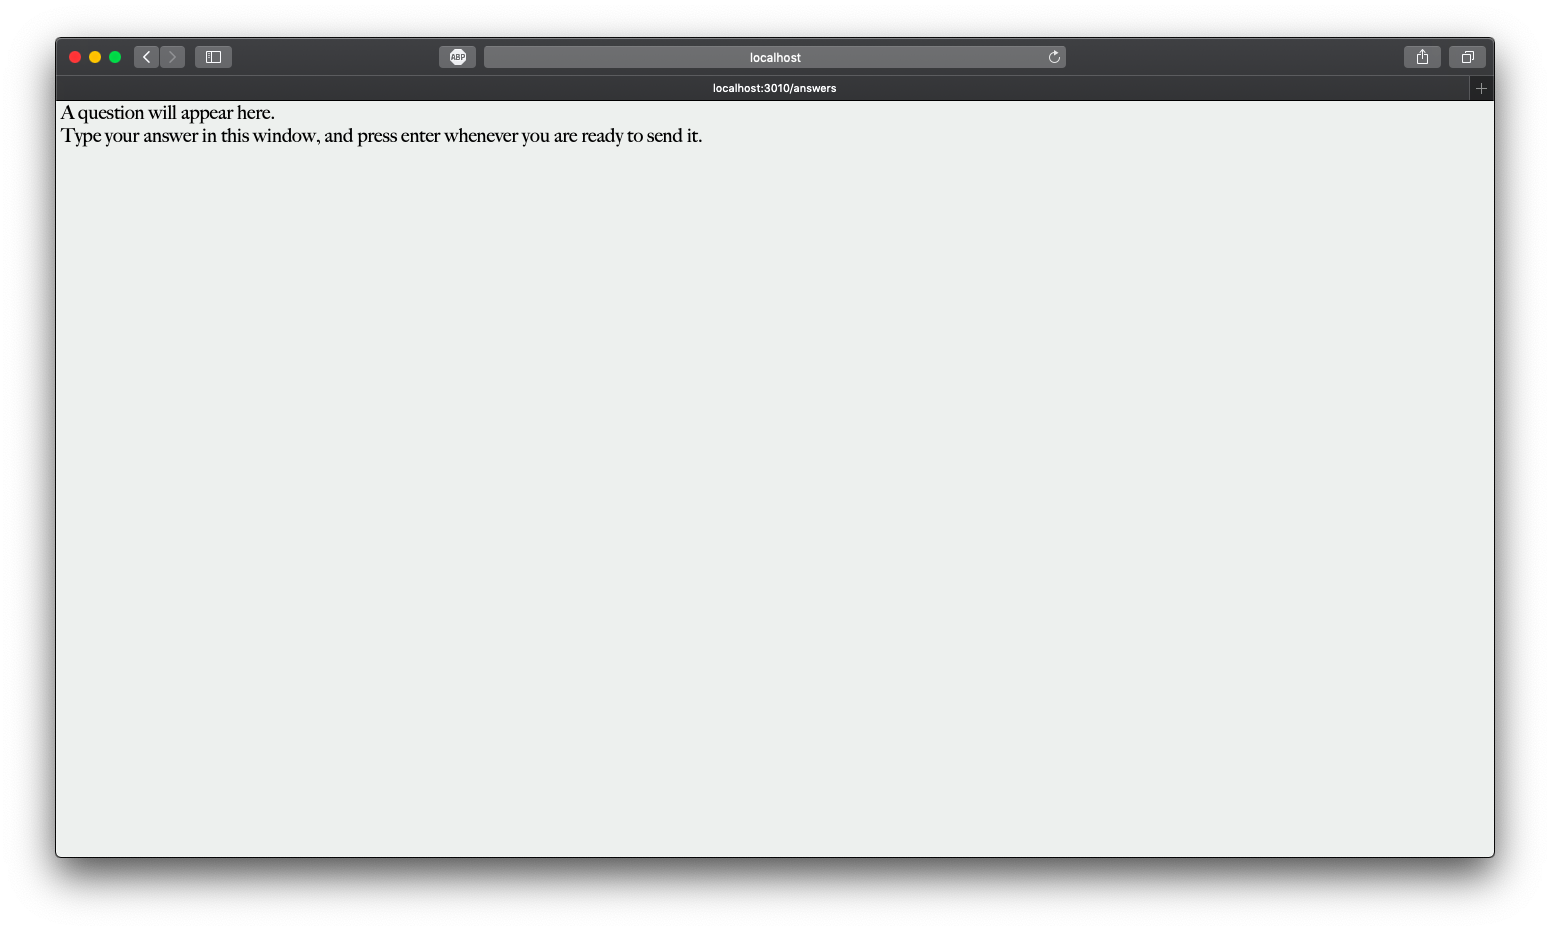 ABP
localhost
localhost:3010/answers
A question will appear here.
Type your answer in this window, and press enter whenever you are ready to send it.